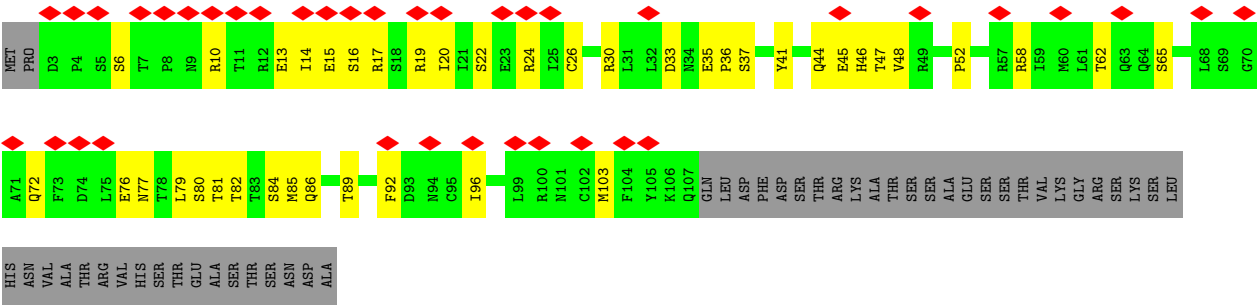 MET PRO D3 P4 S5 S6 T7 P8 N9 R10 T11 R12 E13 I14 E15 S16 R17 S18 R19 I20 I21 S22 E23 R24 I25 C26 R30 L31 L32 D33 N34 E35 P36 S37 Y41 Q44 E45 H46 T47 V48 R49 P52 R57 R58 I59 M60 L61 T62 Q63 Q64 S65 L68 S69 G70
A71 Q72 F73 D74 L75 E76 N77 T78 L79 S80 T81 T82 T83 S84 M85 Q86 T89 F92 D93 N94 C95 I96 L99 R100 N101 C102 M103 F104 Y105 K106 Q107 GLN LEU ASP PHE ASP SER THR ARG LYS ALA THR SER SER ALA GLU SER SER THR VAL LYS GLY ARG SER LYS SER LEU
HIS ASN VAL ALA THR ARG VAL HIS SER THR GLU ALA SER THR SER ASN ASP ALA